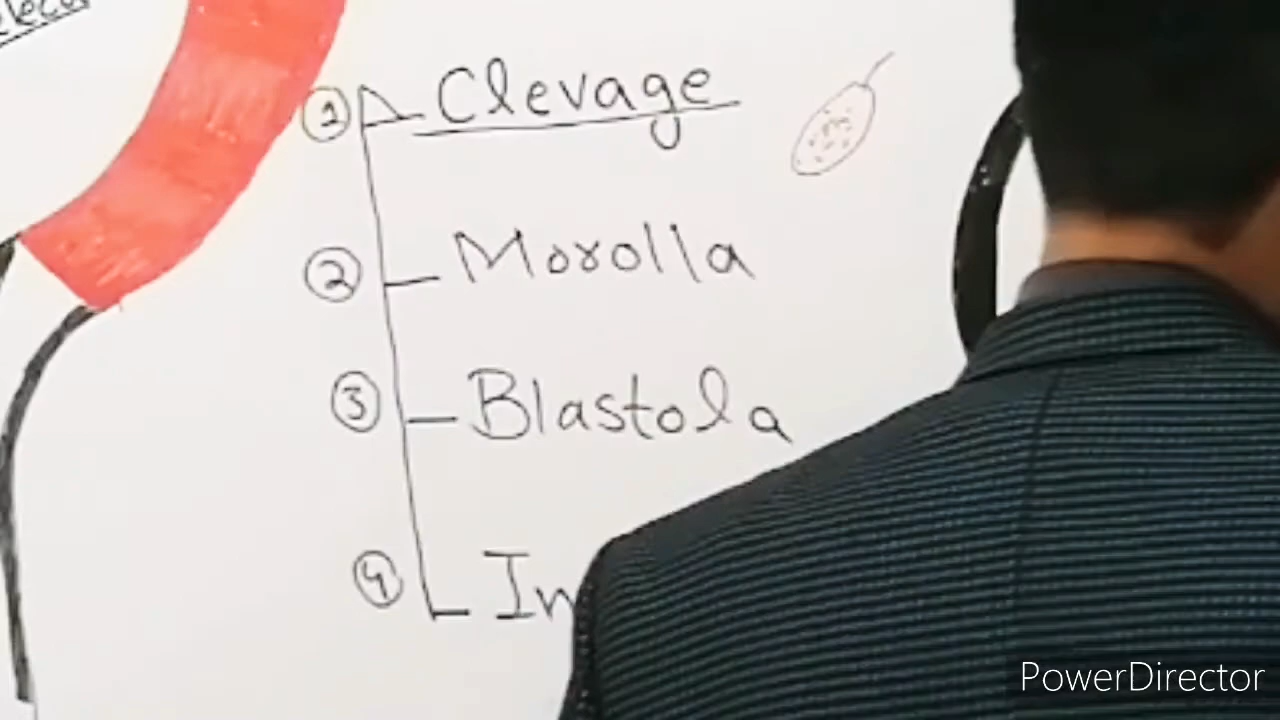 ① Clevage
② Morolla
③ Blastola
④ In
PowerDirector